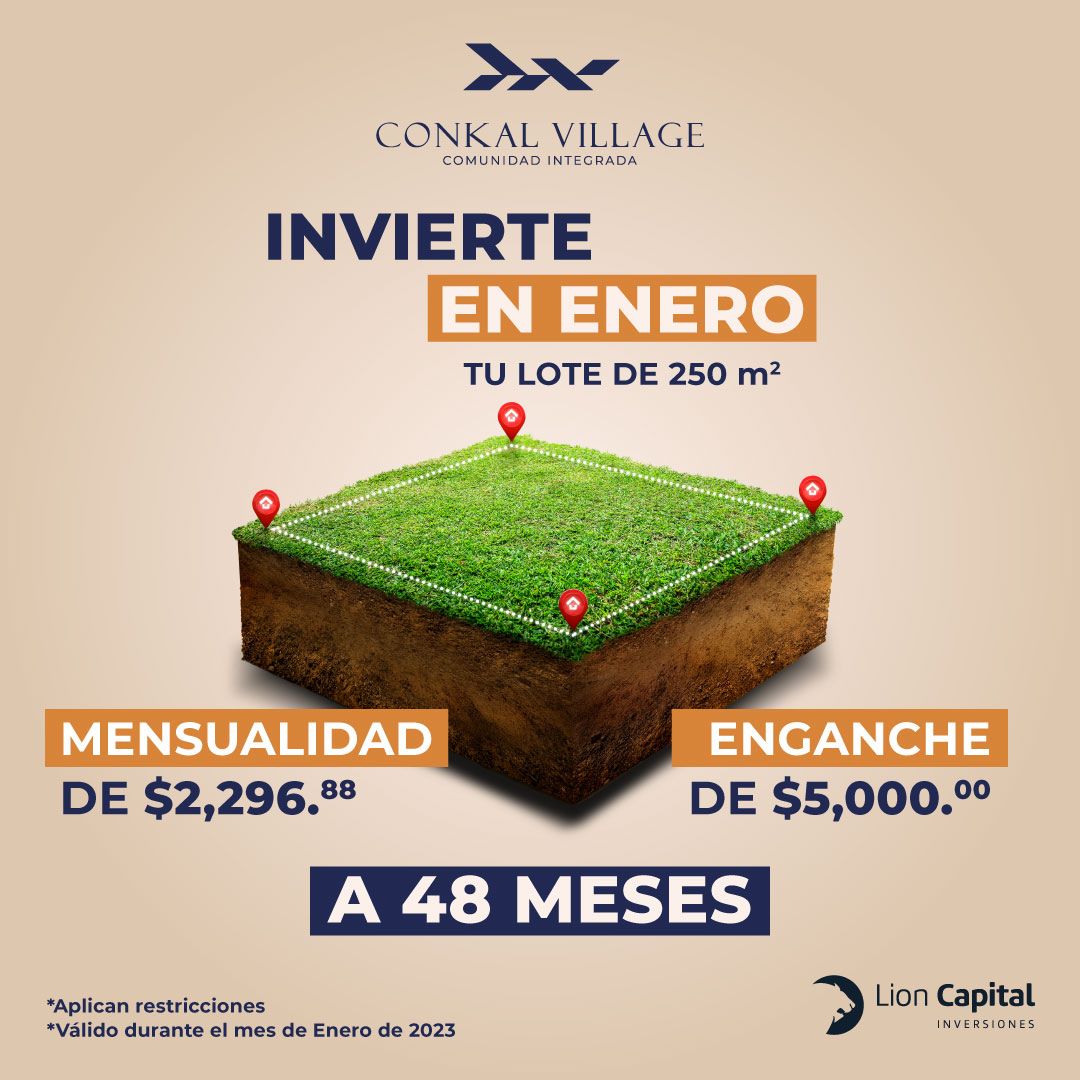 CONKAL VILLAGE
COMUNIDAD INTEGRADA
INVIERTE
EN ENERO
TU LOTE DE 250 m²
MENSUALIDAD
DE $2,296.⁸⁸
ENGANCHE
DE $5,000.⁰⁰
A 48 MESES
*Aplican restricciones
*Válido durante el mes de Enero de 2023
Lion Capital
INVERSIONES